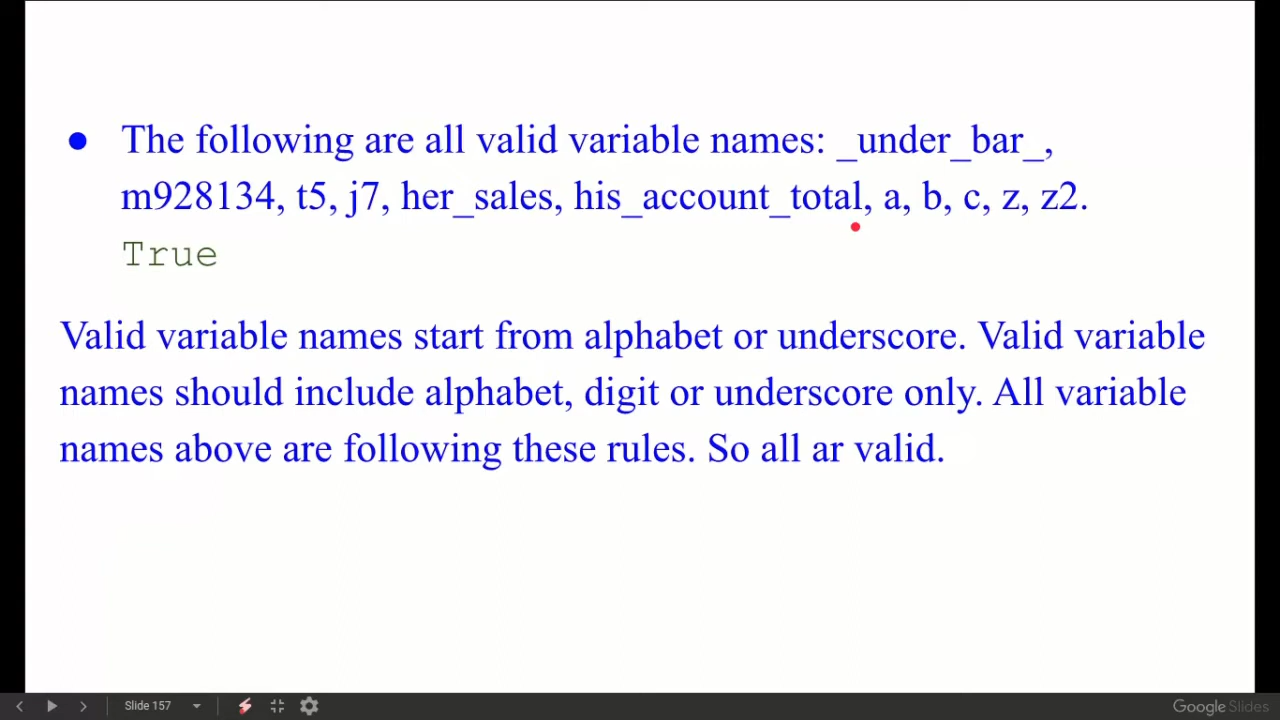 ● The following are all valid variable names: _under_bar_,
m928134, t5, j7, her_sales, his_account_total, a, b, c, z, z2.
True
Valid variable names start from alphabet or underscore. Valid variable
names should include alphabet, digit or underscore only. All variable
names above are following these rules. So all ar valid.
Slide 157
Google Slides